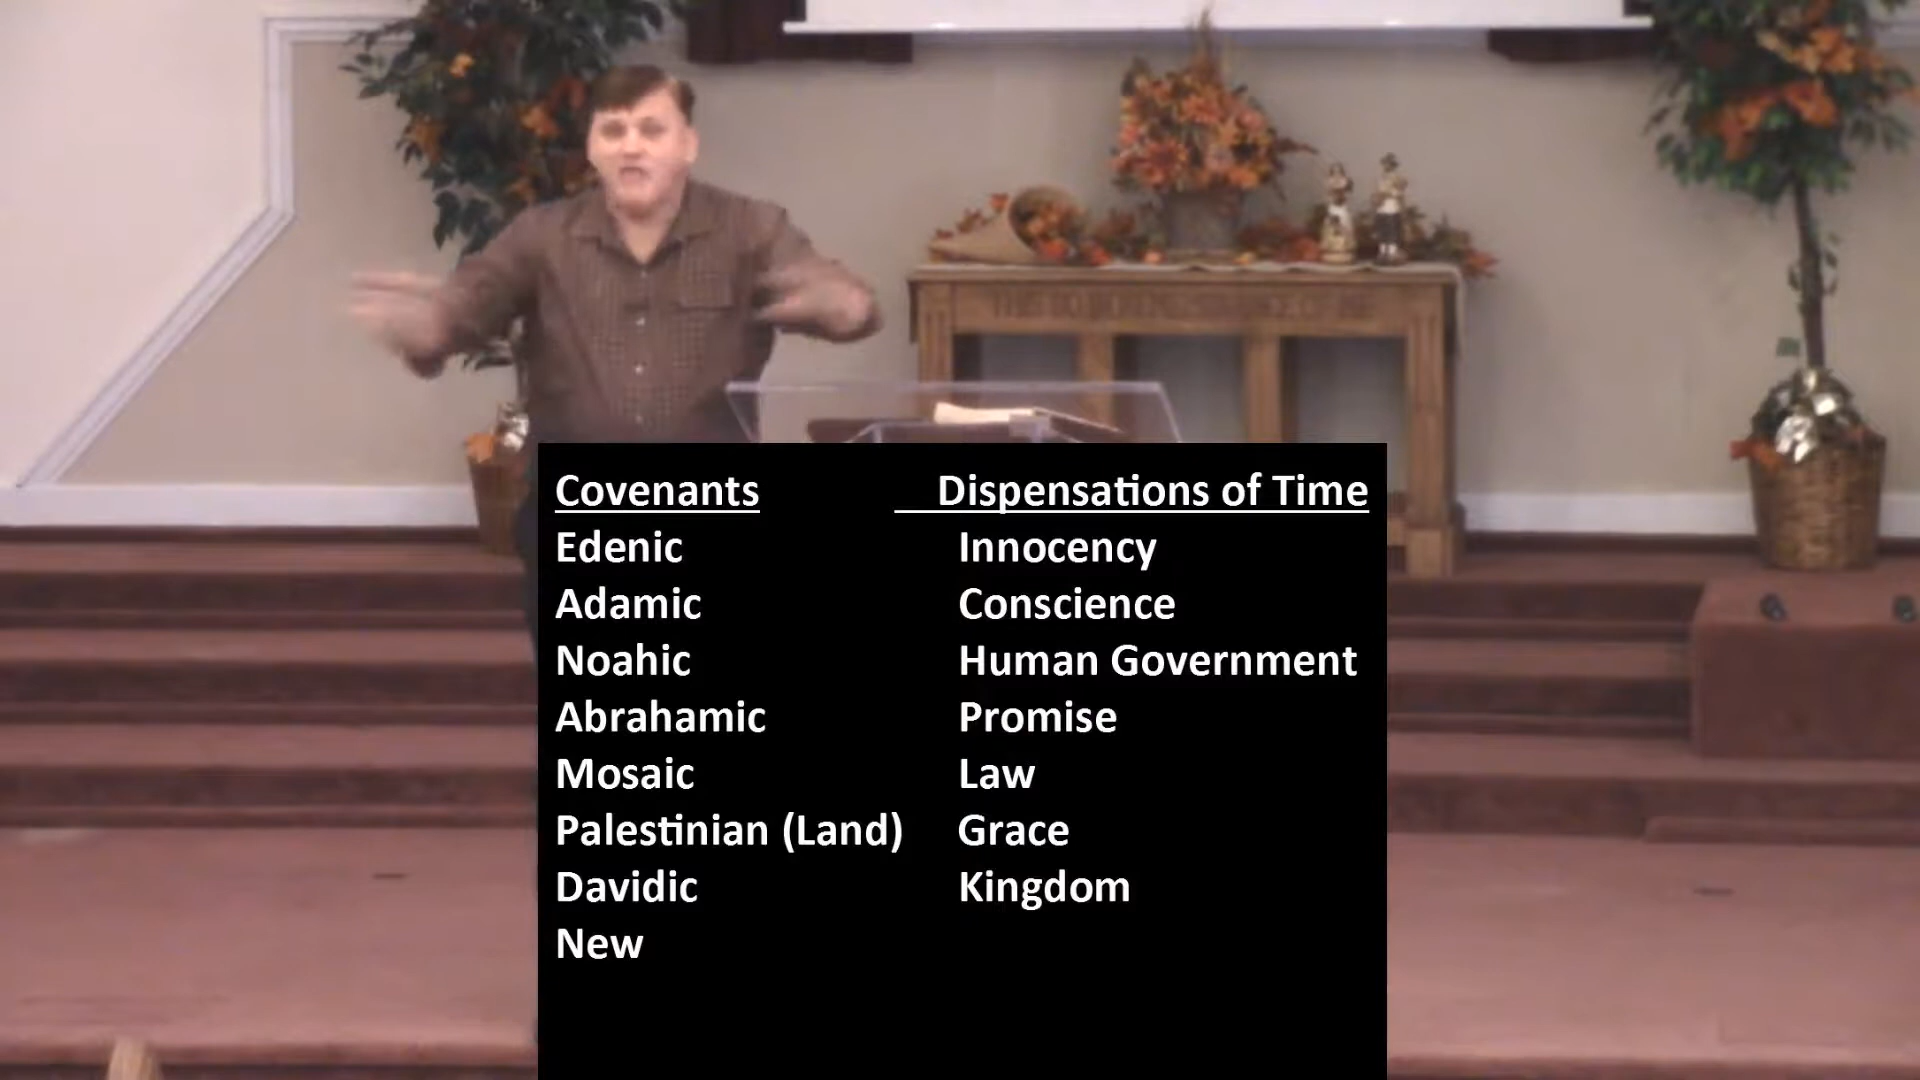 Covenants Dispensations of Time
Edenic Innocency
Adamic Conscience
Noahic Human Government
Abrahamic Promise
Mosaic Law
Palestinian (Land) Grace
Davidic Kingdom
New